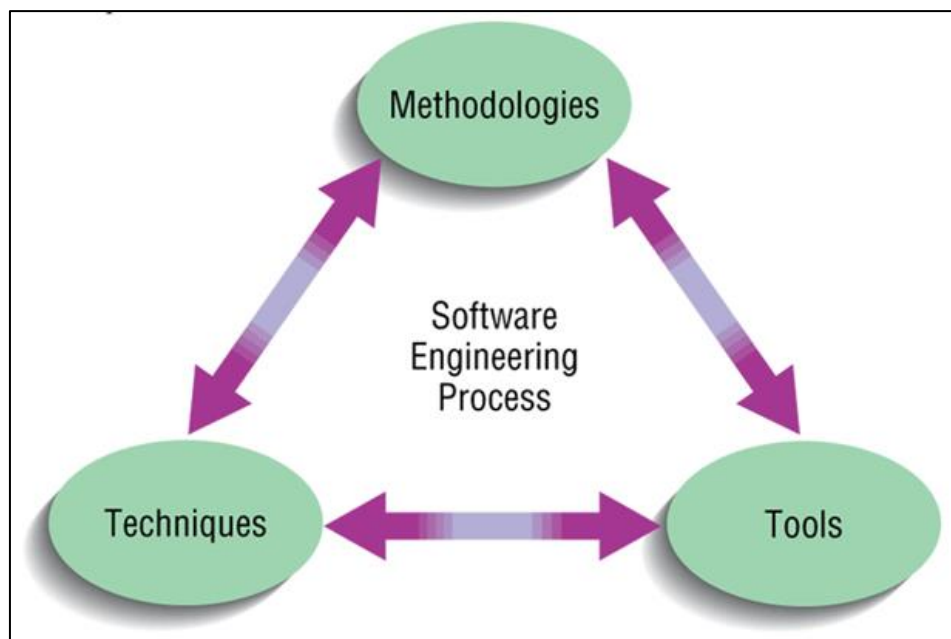 Methodologies
Software
Engineering
Process
Techniques
Tools